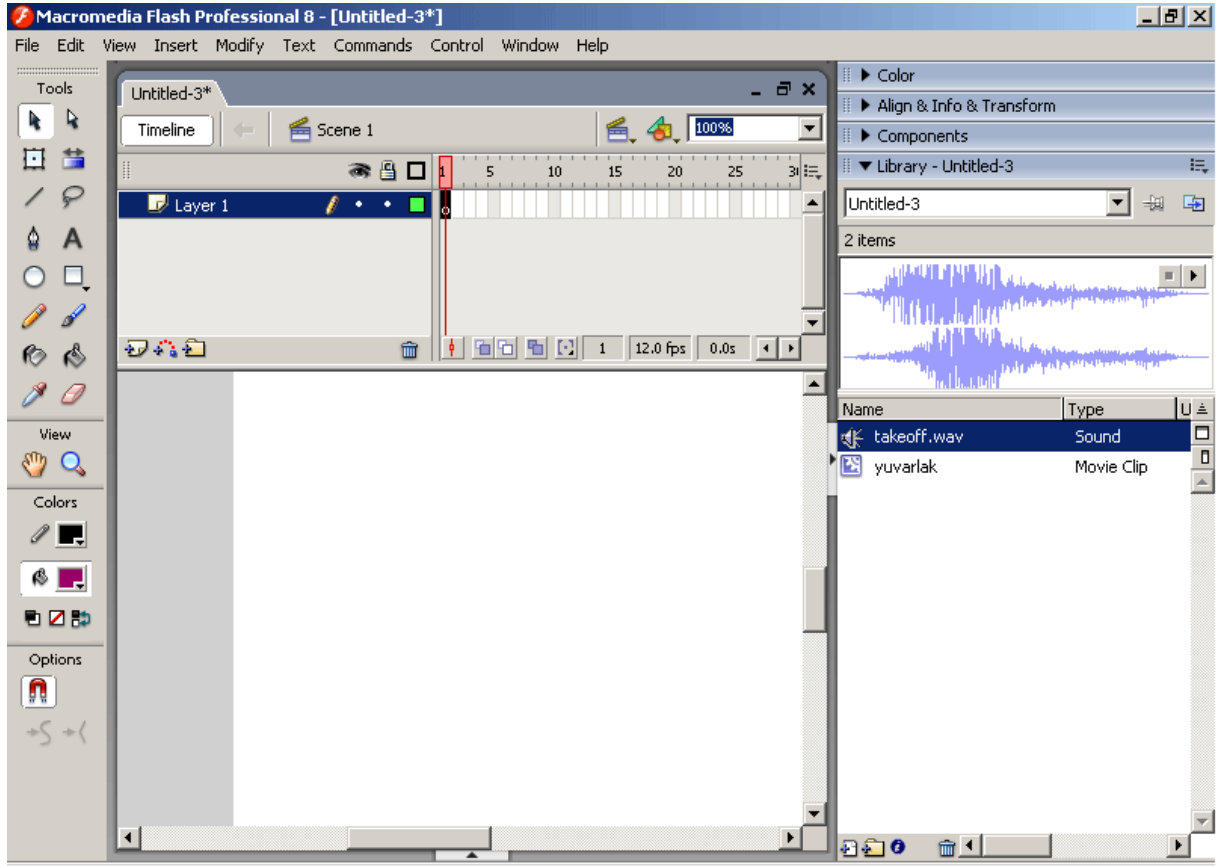 Macromedia Flash Professional 8 - [Untitled-3*]
File Edit View Insert Modify Text Commands Control Window Help
Tools
Untitled-3*
Timeline
Scene 1
100%
1 5 10 15 20 25
Layer 1
1 12.0 fps 0.0s
View
Colors
Options
Color
Align & Info & Transform
Components
Library - Untitled-3
Untitled-3
2 items
Name Type U
takeoff.wav Sound
yuvarlak Movie Clip